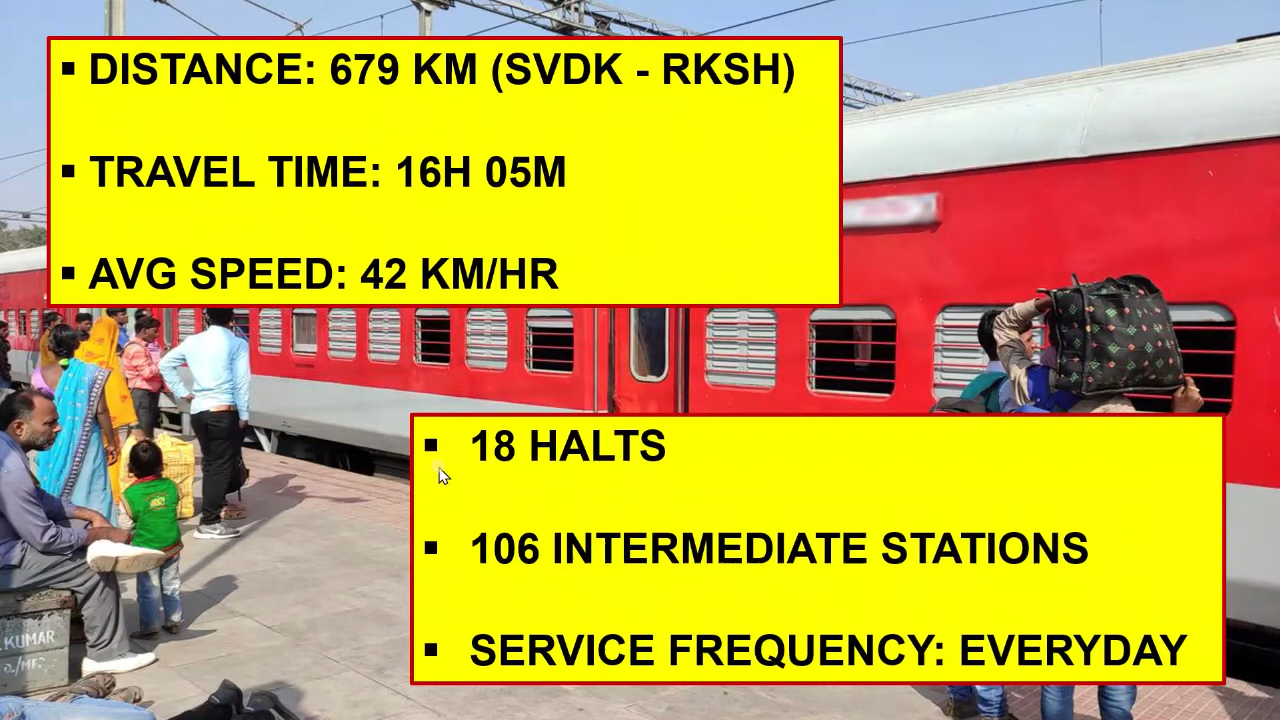 ▪ DISTANCE: 679 KM (SVDK - RKSH)
▪ TRAVEL TIME: 16H 05M
▪ AVG SPEED: 42 KM/HR
▪ 18 HALTS
▪ 106 INTERMEDIATE STATIONS
▪ SERVICE FREQUENCY: EVERYDAY
KUMAR